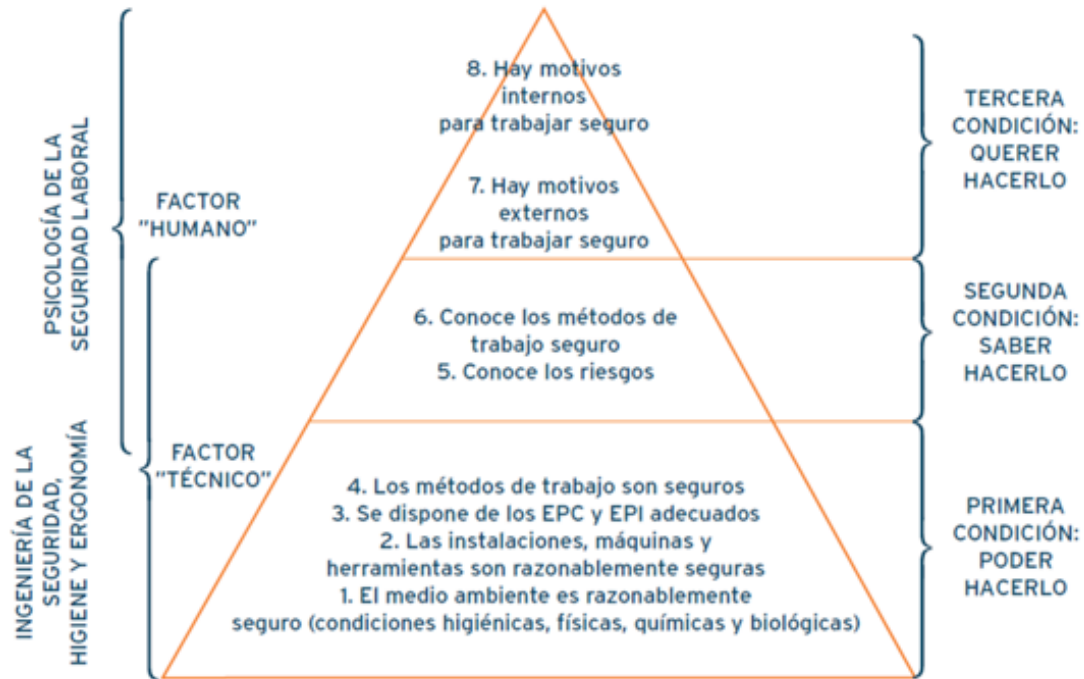 PSICOLOGÍA DE LA
SEGURIDAD LABORAL
INGENIERÍA DE LA
SEGURIDAD,
HIGIENE Y ERGONOMÍA
FACTOR
"HUMANO"
FACTOR
"TÉCNICO"
8. Hay motivos
internos
para trabajar seguro
7. Hay motivos
externos
para trabajar seguro
6. Conoce los métodos de
trabajo seguro
5. Conoce los riesgos
4. Los métodos de trabajo son seguros
3. Se dispone de los EPC y EPI adecuados
2. Las instalaciones, máquinas y
herramientas son razonablemente seguras
1. El medio ambiente es razonablemente
seguro (condiciones higiénicas, físicas, químicas y biológicas)
TERCERA
CONDICIÓN:
QUERER
HACERLO
SEGUNDA
CONDICIÓN:
SABER
HACERLO
PRIMERA
CONDICIÓN:
PODER
HACERLO